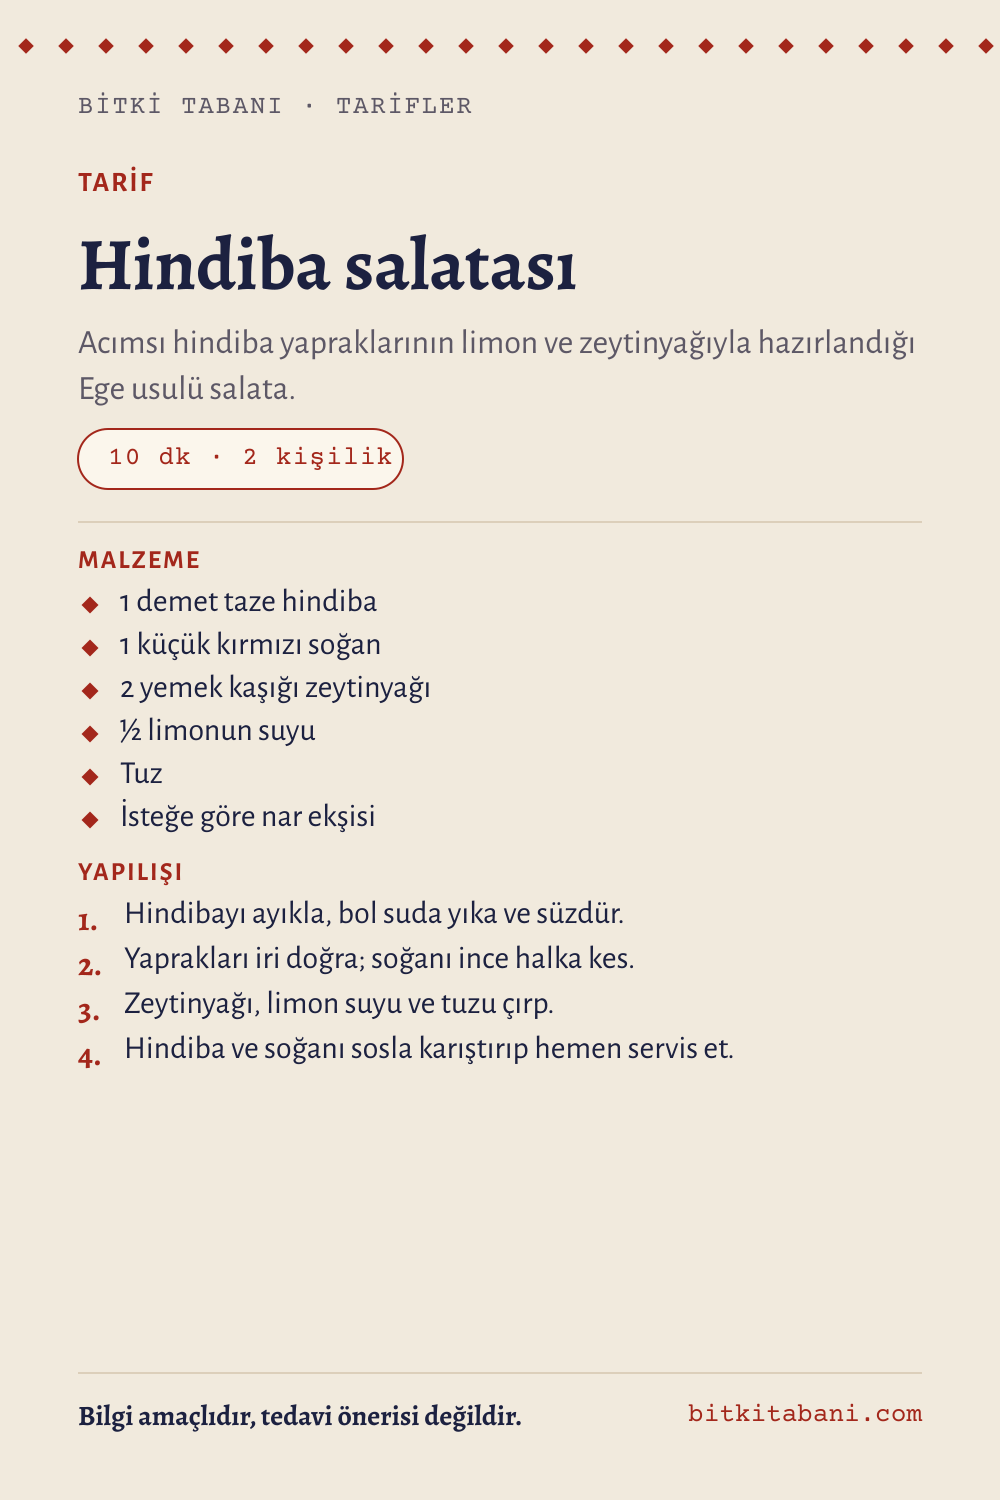 BİTKİ TABANI · TARİFLER
TARİF
Hindiba salatası
Acımsı hindiba yapraklarının limon ve zeytinyağıyla hazırlandığı
Ege usulü salata.
10 dk · 2 kişilik
MALZEME
◆ 1 demet taze hindiba
◆ 1 küçük kırmızı soğan
◆ 2 yemek kaşığı zeytinyağı
◆ ½ limonun suyu
◆ Tuz
◆ İsteğe göre nar ekşisi
YAPILIŞI
1. Hindibayı ayıkla, bol suda yıka ve süzdür.
2. Yaprakları iri doğra; soğanı ince halka kes.
3. Zeytinyağı, limon suyu ve tuzu çırp.
4. Hindiba ve soğanı sosla karıştırıp hemen servis et.
Bilgi amaçlıdır, tedavi önerisi değildir.
bitkitabani.com